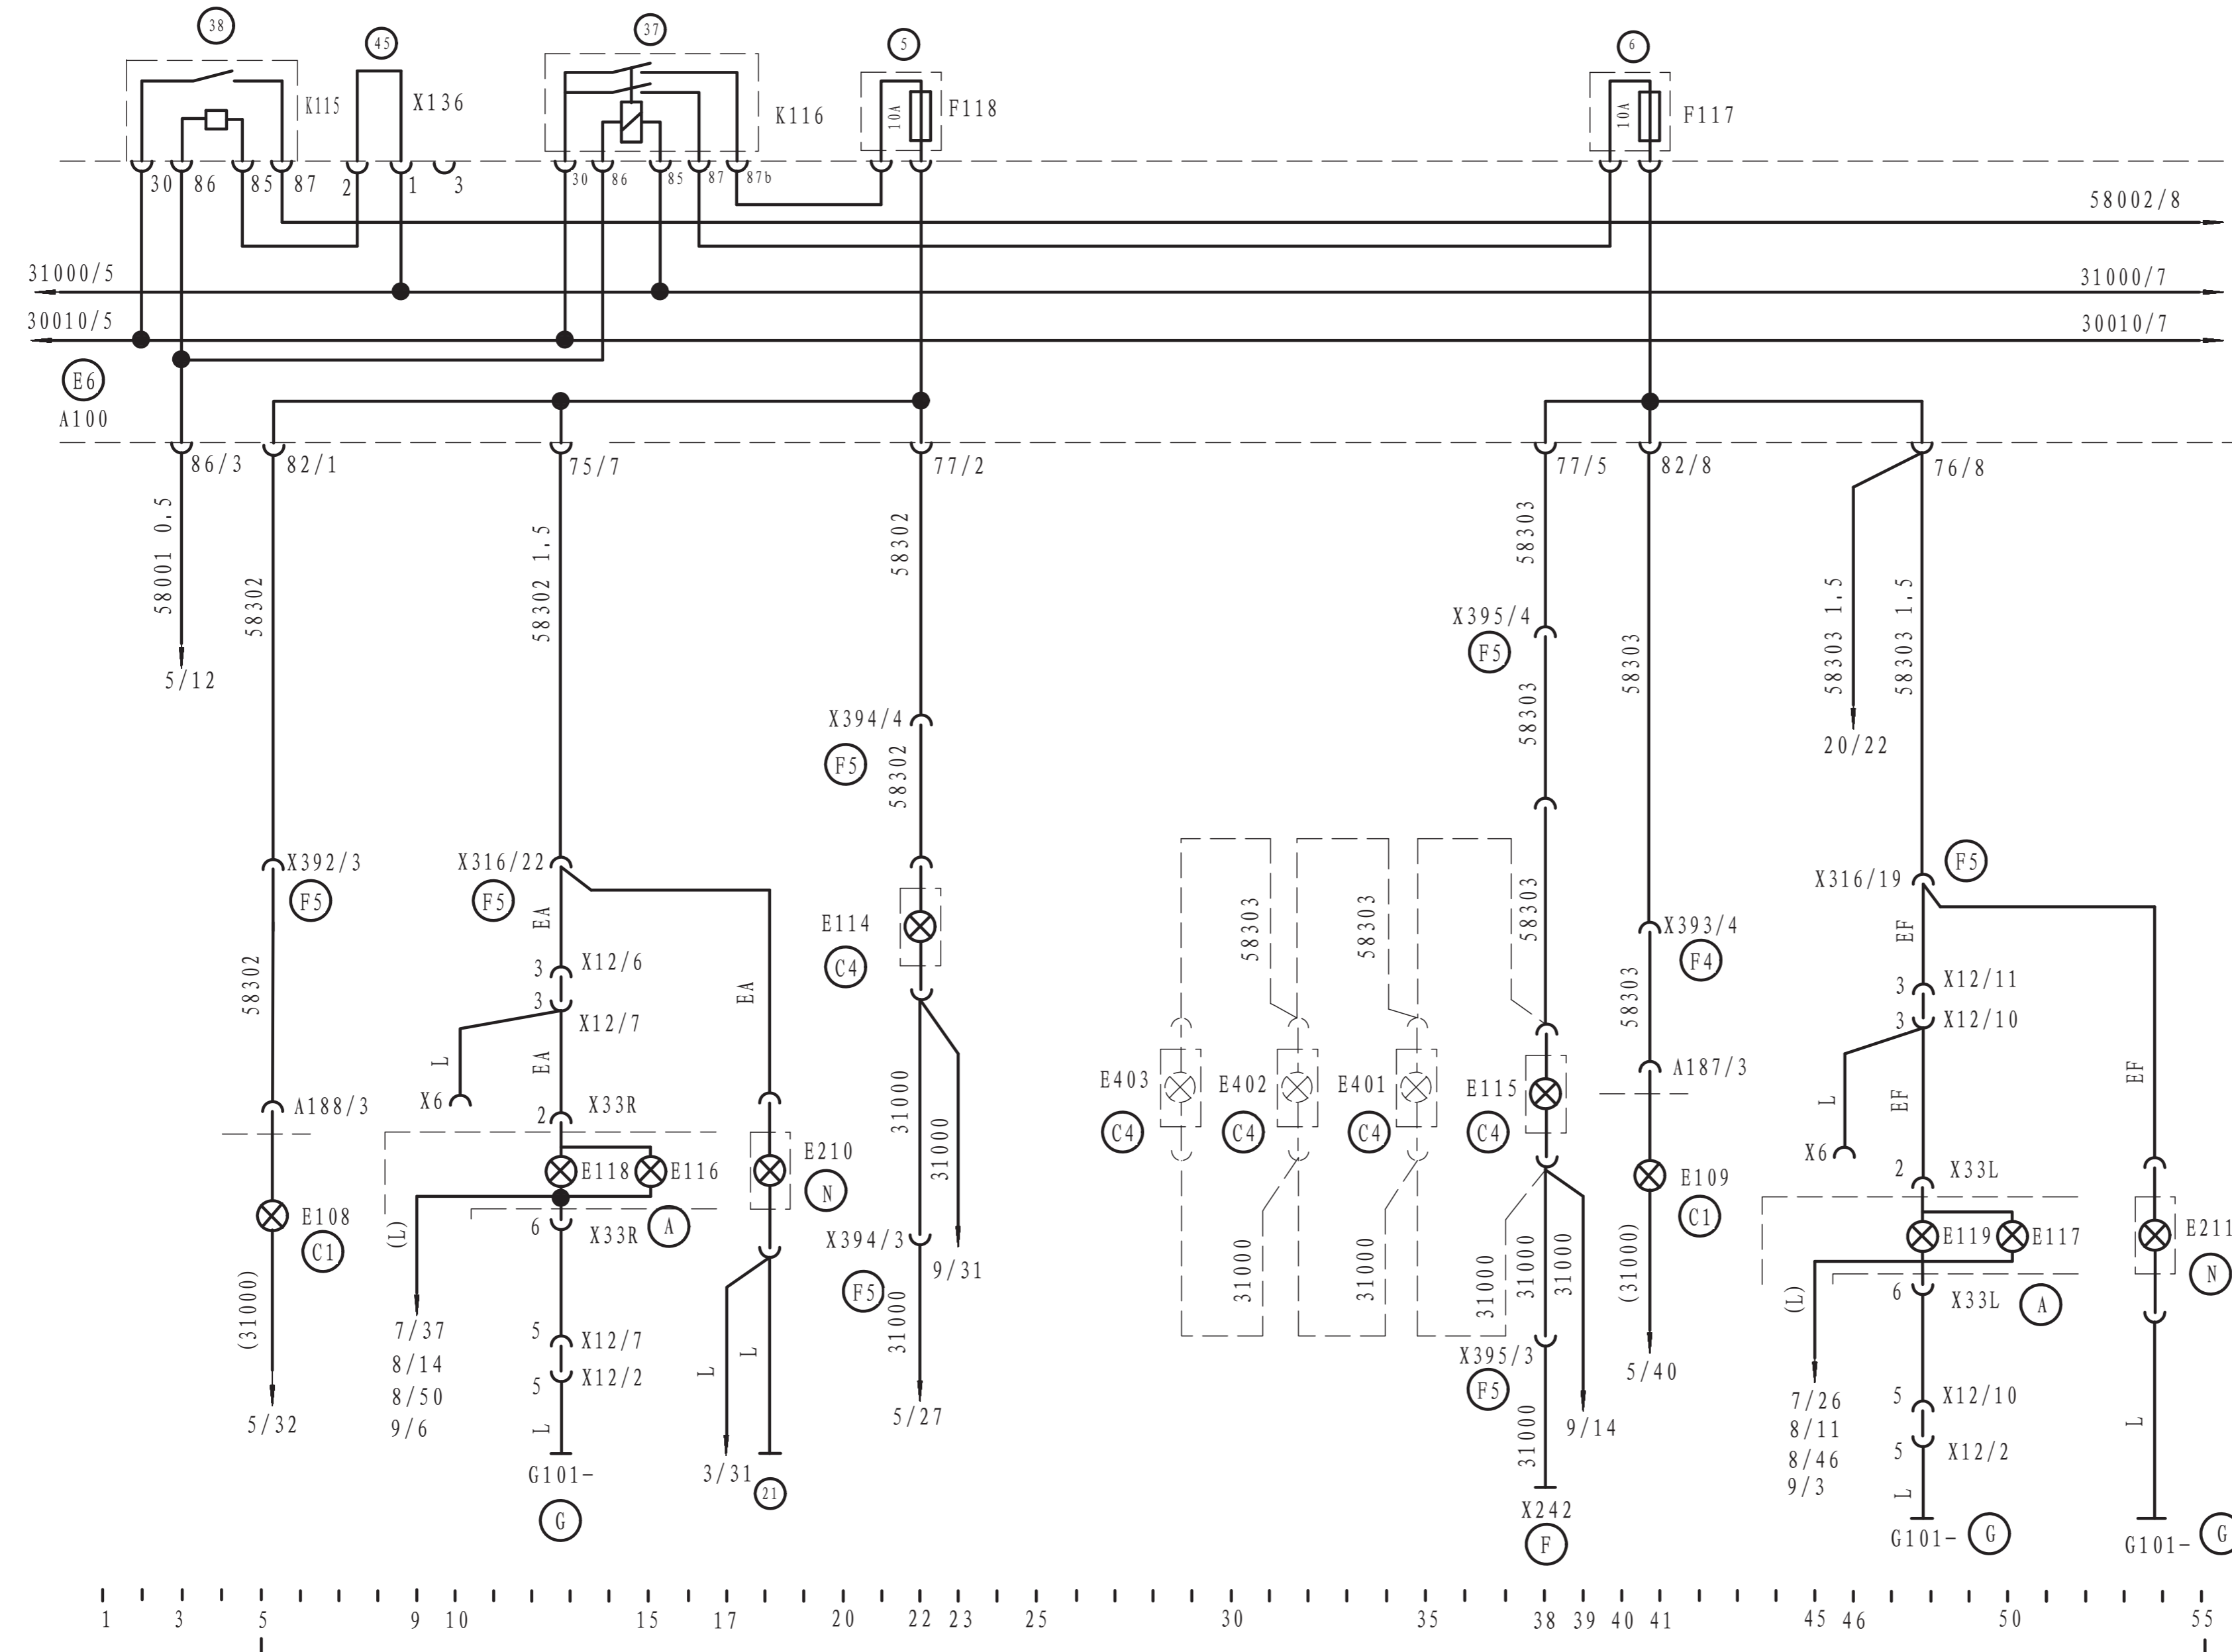 38
45
37
5
6
K115
X136
K116
10A
F118
10A
F117
30
86
85
87
2
1
3
30
86
85
87
87b
58002/8
31000/5
31000/7
30010/5
30010/7
E6
A100
86/3
82/1
75/7
77/2
77/5
82/8
76/8
58001 0.5
58302
58302 1.5
58302
58303
58303
58303 1.5
58303 1.5
5/12
X395/4
F5
58303
20/22
X394/4
F5
58302
X392/3
F5
X316/22
F5
X316/19
F5
EA
EA
58302
E114
C4
58303
58303
58303
X393/4
F4
58303
EF
3
X12/6
3
X12/7
3
X12/11
3
X12/10
L
EA
X6
2
X33R
A188/3
31000
31000
E403
C4
E402
C4
E401
C4
E115
C4
A187/3
L
EF
EF
X6
2
X33L
E118
E116
E210
N
E108
C1
(L)
6
X33R
A
E109
C1
E119
E117
E211
N
X394/3
F5
9/31
31000
31000
31000
31000
31000
31000
(31000)
(31000)
(L)
6
X33L
A
7/37
8/14
8/50
9/6
5
X12/7
5
X12/2
L
L
L
X395/3
F5
5/40
7/26
8/11
8/46
9/3
5
X12/10
5
X12/2
L
L
5/32
5/27
31000
9/14
G101-
G
3/31
21
X242
F
G101-
G
G101-
G
1
3
5
9
10
15
17
20
22
23
25
30
35
38
39
40
41
45
46
50
55